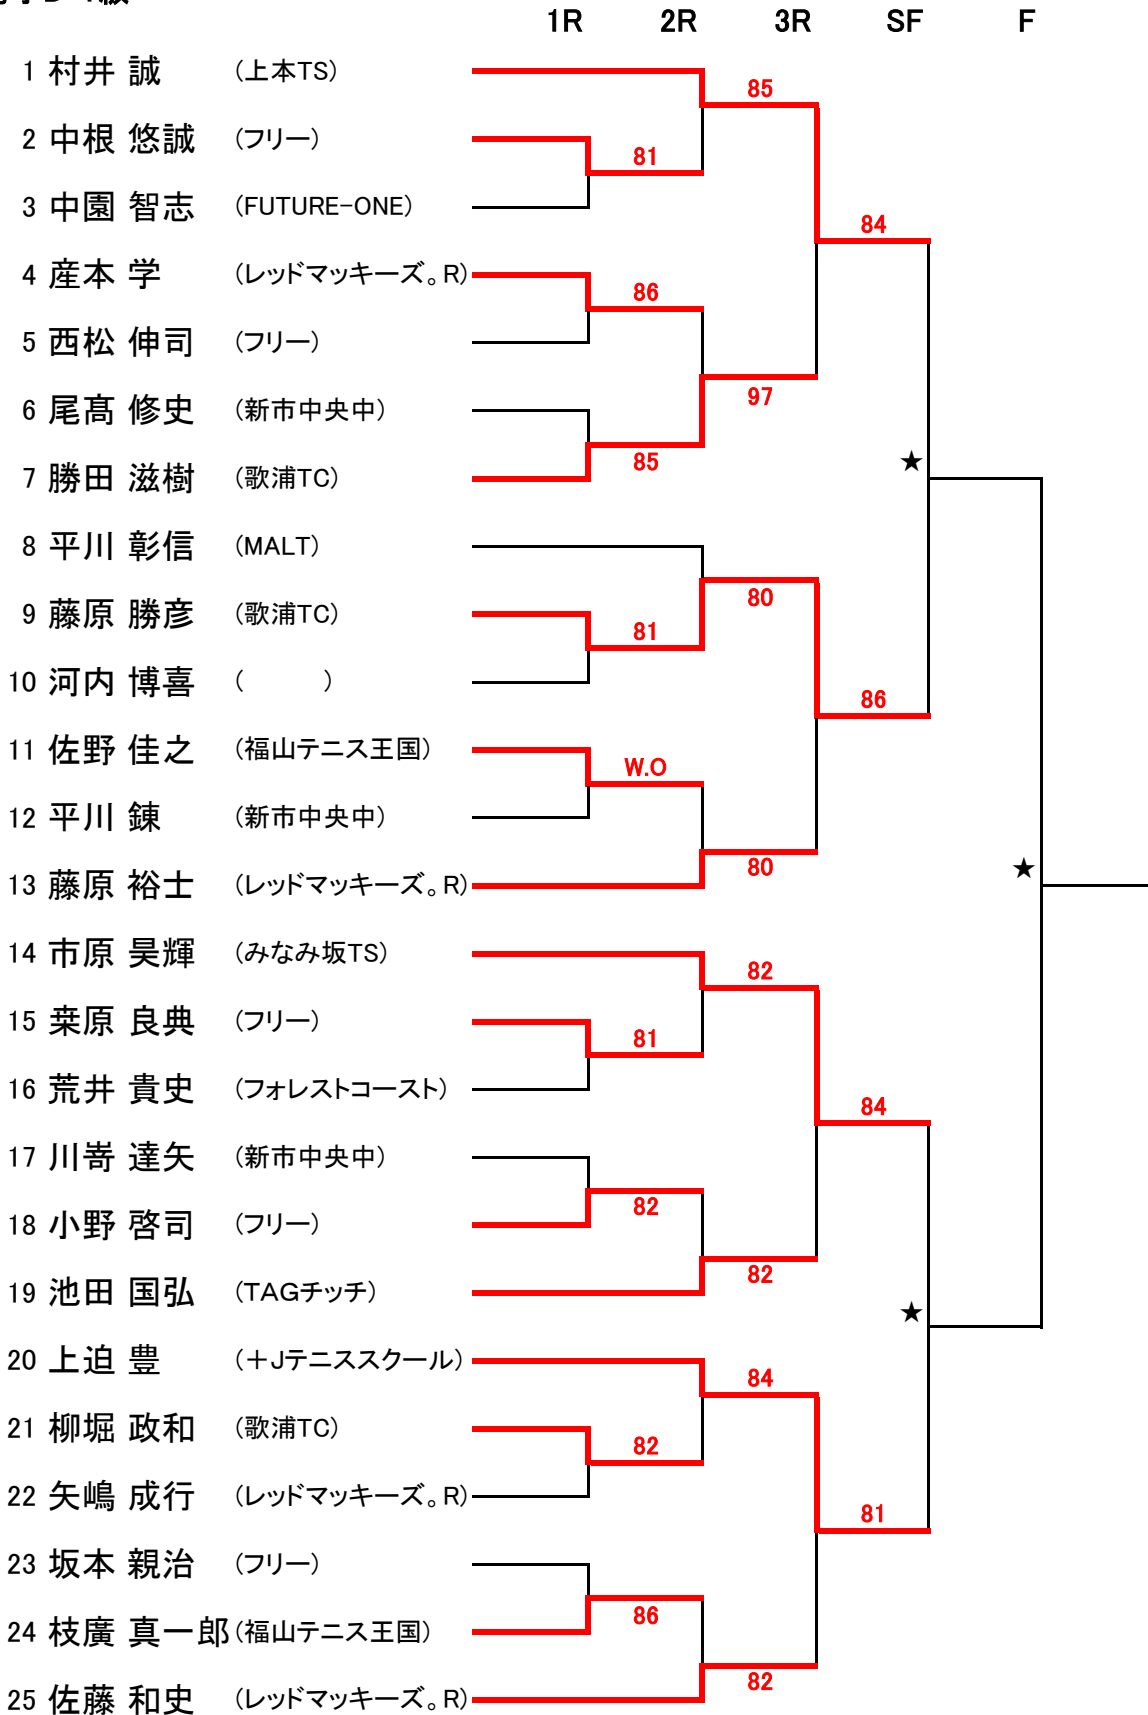 1R 2R 3R SF F
1 村井 誠 (上本TS)
85
2 中根 悠誠 (フリー)
81
3 中園 智志 (FUTURE-ONE)
84
4 産本 学 (レッドマッキーズ。R)
86
5 西松 伸司 (フリー)
97
6 尾髙 修史 (新市中央中)
85
★
7 勝田 滋樹 (歌浦TC)
8 平川 彰信 (MALT)
80
9 藤原 勝彦 (歌浦TC)
81
10 河内 博喜 ( )
86
11 佐野 佳之 (福山テニス王国)
W.O
12 平川 錬 (新市中央中)
80
★
13 藤原 裕士 (レッドマッキーズ。R)
14 市原 昊輝 (みなみ坂TS)
82
15 桒原 良典 (フリー)
81
16 荒井 貴史 (フォレストコースト)
84
17 川嵜 達矢 (新市中央中)
82
18 小野 啓司 (フリー)
82
19 池田 国弘 (TAGチッチ)
★
20 上迫 豊 (+Jテニススクール)
84
21 柳堀 政和 (歌浦TC)
82
22 矢嶋 成行 (レッドマッキーズ。R)
81
23 坂本 親治 (フリー)
86
24 枝廣 真一郎 (福山テニス王国)
82
25 佐藤 和史 (レッドマッキーズ。R)